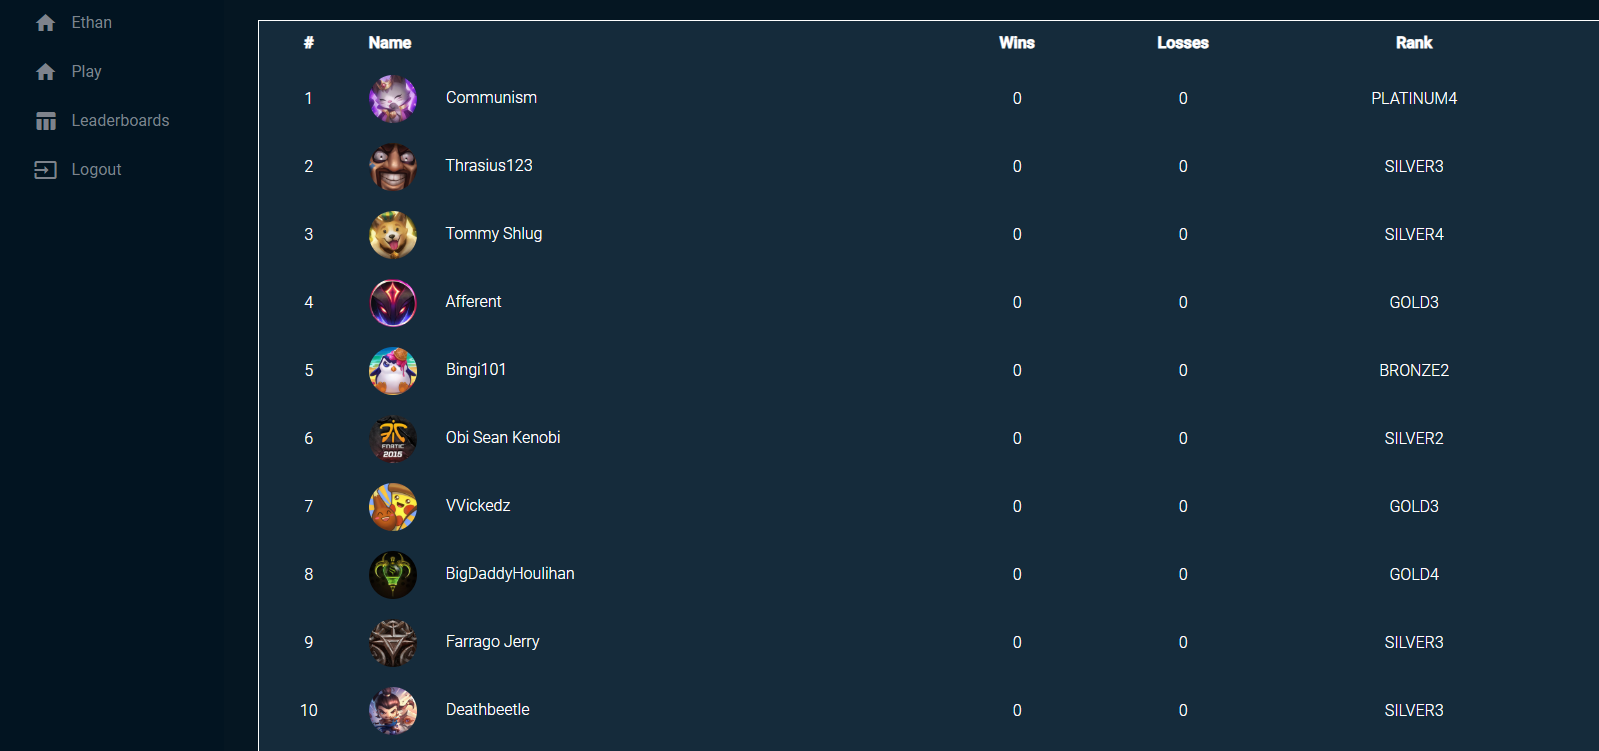 Ethan
Play
Leaderboards
Logout
# Name Wins Losses Rank
1 Communism 0 0 PLATINUM4
2 Thrasius123 0 0 SILVER3
3 Tommy Shlug 0 0 SILVER4
4 Afferent 0 0 GOLD3
5 Bingi101 0 0 BRONZE2
6 FNATIC 2015 Obi Sean Kenobi 0 0 SILVER2
7 VVickedz 0 0 GOLD3
8 BigDaddyHoulihan 0 0 GOLD4
9 Farrago Jerry 0 0 SILVER3
10 Deathbeetle 0 0 SILVER3